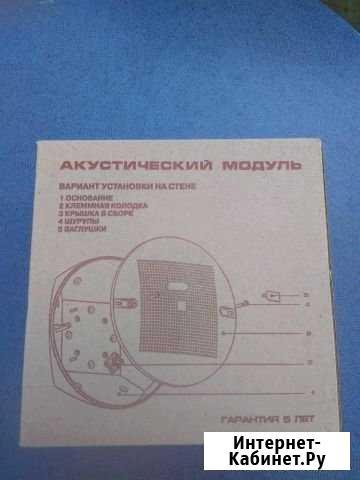 АКУСТИЧЕСКИЙ МОДУЛЬ
ВАРИАНТ УСТАНОВКИ НА СТЕНЕ
1 ОСНОВАНИЕ
2 КЛЕММНАЯ КОЛОДКА
3 КРЫШКА В СБОРЕ
4 ШУРУПЫ
5 ЗАГЛУШКИ
ГАРАНТИЯ 5 ЛЕТ
Интернет-
Кабинет.Ру